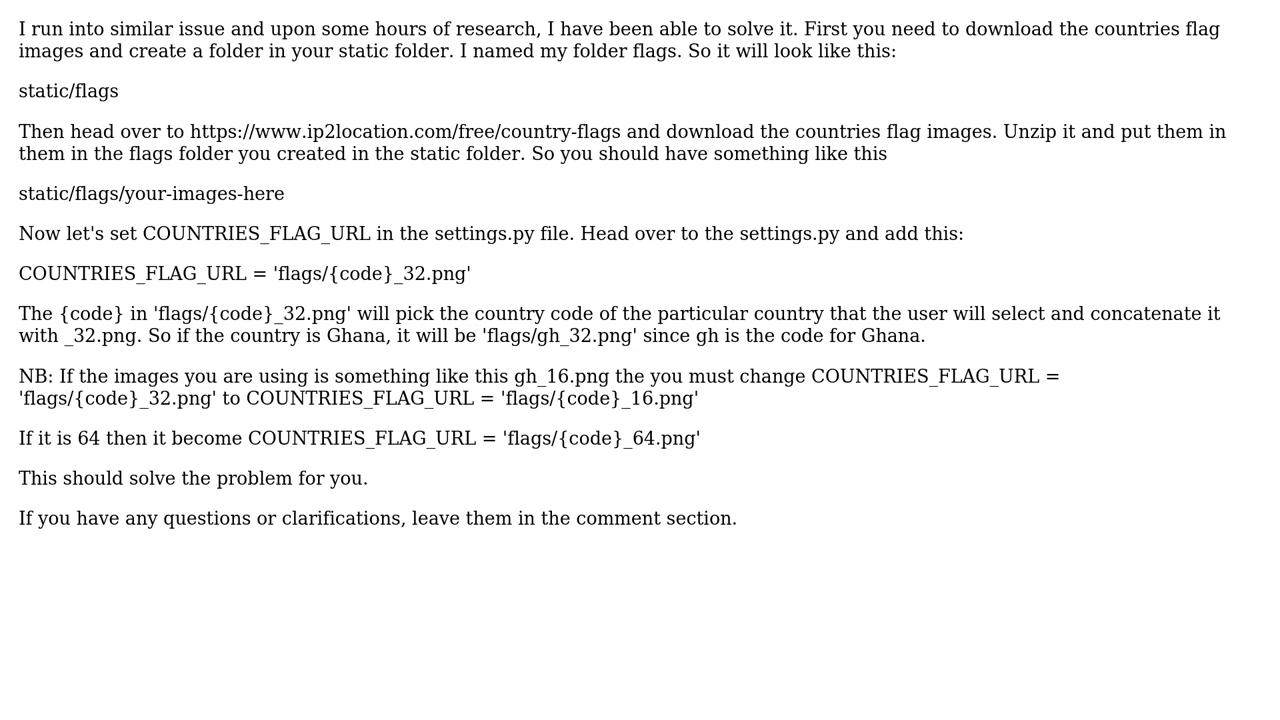 I run into similar issue and upon some hours of research, I have been able to solve it. First you need to download the countries flag
images and create a folder in your static folder. I named my folder flags. So it will look like this:
static/flags
Then head over to https://www.ip2location.com/free/country-flags and download the countries flag images. Unzip it and put them in
them in the flags folder you created in the static folder. So you should have something like this
static/flags/your-images-here
Now let's set COUNTRIES_FLAG_URL in the settings.py file. Head over to the settings.py and add this:
COUNTRIES_FLAG_URL = 'flags/{code}_32.png'
The {code} in 'flags/{code}_32.png' will pick the country code of the particular country that the user will select and concatenate it
with _32.png. So if the country is Ghana, it will be 'flags/gh_32.png' since gh is the code for Ghana.
NB: If the images you are using is something like this gh_16.png the you must change COUNTRIES_FLAG_URL =
'flags/{code}_32.png' to COUNTRIES_FLAG_URL = 'flags/{code}_16.png'
If it is 64 then it become COUNTRIES_FLAG_URL = 'flags/{code}_64.png'
This should solve the problem for you.
If you have any questions or clarifications, leave them in the comment section.